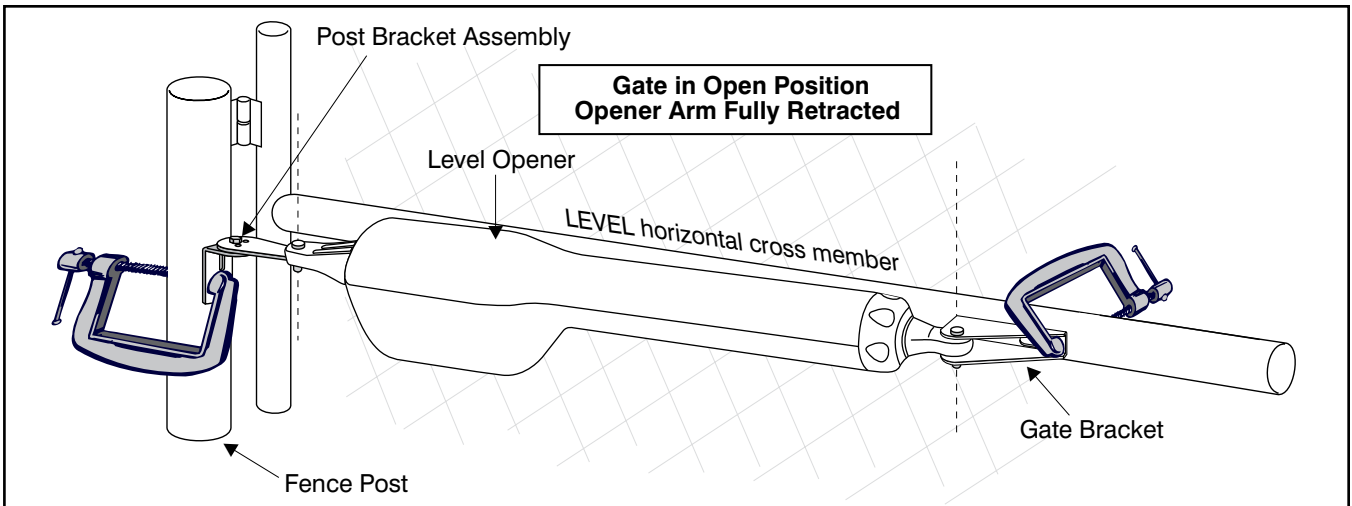 Post Bracket Assembly
Gate in Open Position
Opener Arm Fully Retracted
Level Opener
LEVEL horizontal cross member
Gate Bracket
Fence Post